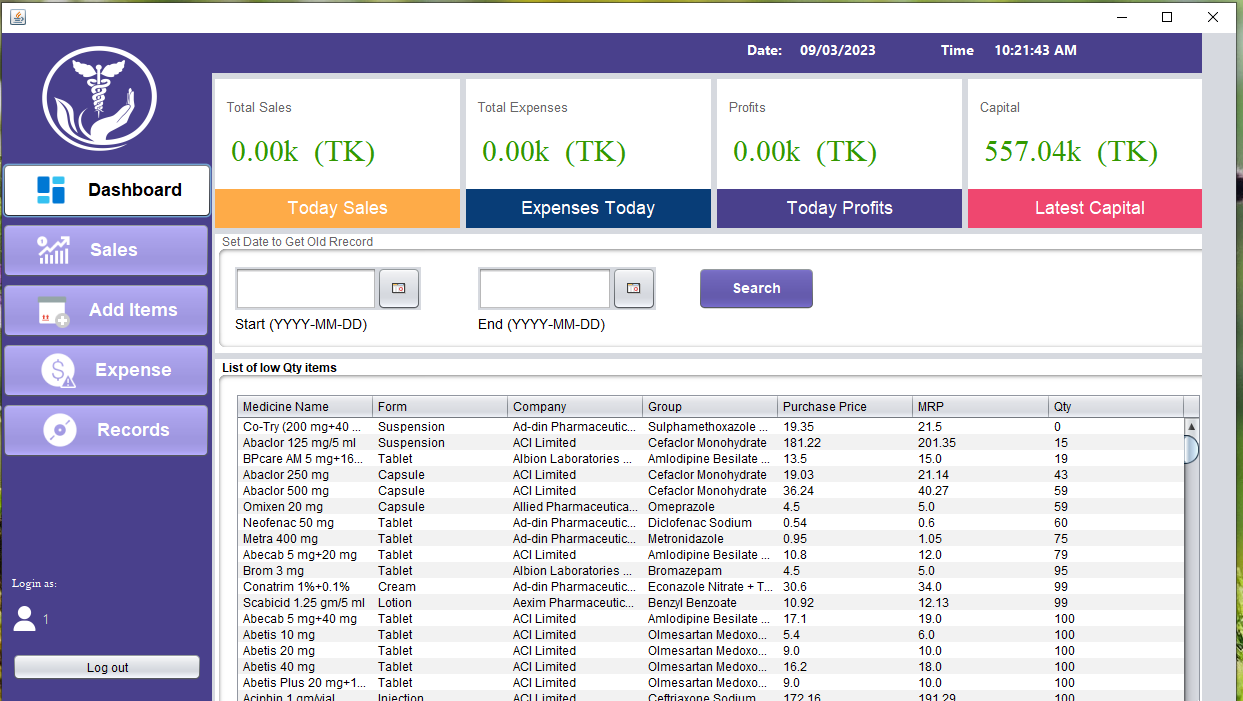 Date: 09/03/2023 Time 10:21:43 AM
Total Sales
0.00k (TK)
Today Sales
Total Expenses
0.00k (TK)
Expenses Today
Profits
0.00k (TK)
Today Profits
Capital
557.04k (TK)
Latest Capital
Dashboard
Sales
Add Items
Expense
Records
Login as:
1
Log out
Set Date to Get Old Rrecord
Start (YYYY-MM-DD)
End (YYYY-MM-DD)
Search
List of low Qty items
Medicine Name Form Company Group Purchase Price MRP Qty
Co-Try (200 mg+40 ... Suspension Ad-din Pharmaceutic... Sulphamethoxazole ... 19.35 21.5 0
Abaclor 125 mg/5 ml Suspension ACI Limited Cefaclor Monohydrate 181.22 201.35 15
BPcare AM 5 mg+16... Tablet Albion Laboratories ... Amlodipine Besilate ... 13.5 15.0 19
Abaclor 250 mg Capsule ACI Limited Cefaclor Monohydrate 19.03 21.14 43
Abaclor 500 mg Capsule ACI Limited Cefaclor Monohydrate 36.24 40.27 59
Omixen 20 mg Capsule Allied Pharmaceutica... Omeprazole 4.5 5.0 59
Neofenac 50 mg Tablet Ad-din Pharmaceutic... Diclofenac Sodium 0.54 0.6 60
Metra 400 mg Tablet Ad-din Pharmaceutic... Metronidazole 0.95 1.05 75
Abecab 5 mg+20 mg Tablet ACI Limited Amlodipine Besilate ... 10.8 12.0 79
Brom 3 mg Tablet Albion Laboratories ... Bromazepam 4.5 5.0 95
Conatrim 1%+0.1% Cream Ad-din Pharmaceutic... Econazole Nitrate + T... 30.6 34.0 99
Scabicid 1.25 gm/5 ml Lotion Aexim Pharmaceutic... Benzyl Benzoate 10.92 12.13 99
Abecab 5 mg+40 mg Tablet ACI Limited Amlodipine Besilate ... 17.1 19.0 100
Abetis 10 mg Tablet ACI Limited Olmesartan Medoxo... 5.4 6.0 100
Abetis 20 mg Tablet ACI Limited Olmesartan Medoxo... 9.0 10.0 100
Abetis 40 mg Tablet ACI Limited Olmesartan Medoxo... 16.2 18.0 100
Abetis Plus 20 mg+1... Tablet ACI Limited Olmesartan Medoxo... 9.0 10.0 100
Aciphin 1 gm/vial Injection ACI Limited Ceftriaxone Sodium 172.16 191.29 100